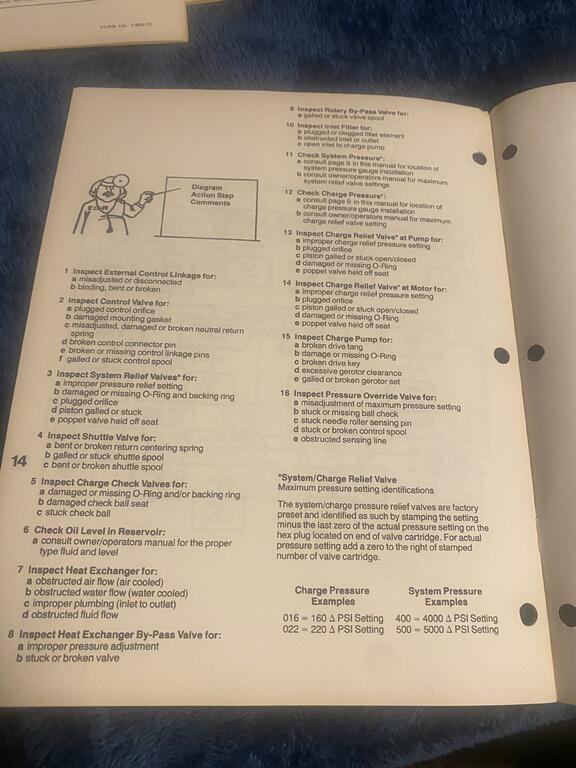 FORM NO. 1-403-72
Diagram
Action Step
Comments
1 Inspect External Control Linkage for:
a misadjusted or disconnected
b binding, bent or broken
2 Inspect Control Valve for:
a plugged control orifice
b damaged mounting gasket
c misadjusted, damaged or broken neutral return
spring
d broken control connector pin
e broken or missing control linkage pins
f galled or stuck control spool
3 Inspect System Relief Valves* for:
a improper pressure relief setting
b damaged or missing O-Ring and backing ring
c plugged orifice
d piston galled or stuck
e poppet valve held off seat
4 Inspect Shuttle Valve for:
a bent or broken return centering spring
b galled or stuck shuttle spool
c bent or broken shuttle spool
14
5 Inspect Charge Check Valves for:
a damaged or missing O-Ring and/or backing ring
b damaged check ball seat
c stuck check ball
6 Check Oil Level in Reservoir:
a consult owner/operators manual for the proper
type fluid and level
7 Inspect Heat Exchanger for:
a obstructed air flow (air cooled)
b obstructed water flow (water cooled)
c improper plumbing (inlet to outlet)
d obstructed fluid flow
8 Inspect Heat Exchanger By-Pass Valve for:
a improper pressure adjustment
b stuck or broken valve
9 Inspect Rotary By-Pass Valve for:
a galled or stuck valve spool
10 Inspect Inlet Filter for:
a plugged or clogged filter element
b obstructed inlet or outlet
c open inlet to charge pump
11 Check System Pressure*:
a consult page 9 in this manual for location of
system pressure gauge installation
b consult owner/operators manual for maximum
system relief valve settings
12 Check Charge Pressure*:
a consult page 9 in this manual for location of
charge pressure gauge installation
b consult owner/operators manual for maximum
charge relief valve setting
13 Inspect Charge Relief Valve* at Pump for:
a improper charge relief pressure setting
b plugged orifice
c piston galled or stuck open/closed
d damaged or missing O-Ring
e poppet valve held off seat
14 Inspect Charge Relief Valve* at Motor for:
a improper charge relief pressure setting
b plugged orifice
c piston galled or stuck open/closed
d damaged or missing O-Ring
e poppet valve held off seat
15 Inspect Charge Pump for:
a broken drive tang
b damage or missing O-Ring
c broken drive key
d excessive gerotor clearance
e galled or broken gerotor set
16 Inspect Pressure Override Valve for:
a misadjustment of maximum pressure setting
b stuck or missing ball check
c stuck needle roller sensing pin
d stuck or broken control spool
e obstructed sensing line
*System/Charge Relief Valve
Maximum pressure setting identifications
The system/charge pressure relief valves are factory
preset and identified as such by stamping the setting
minus the last zero of the actual pressure setting on the
hex plug located on end of valve cartridge. For actual
pressure setting add a zero to the right of stamped
number of valve cartridge.
Charge Pressure
Examples
016 = 160 Δ PSI Setting
022 = 220 Δ PSI Setting
System Pressure
Examples
400 = 4000 Δ PSI Setting
500 = 5000 Δ PSI Setting